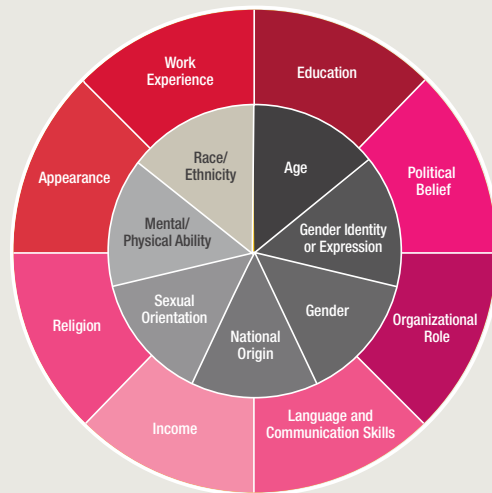 Work
Experience
Education
Political
Belief
Organizational
Role
Language and
Communication Skills
Income
Religion
Appearance
Race/
Ethnicity
Age
Gender Identity
or Expression
Gender
National
Origin
Sexual
Orientation
Mental/
Physical Ability